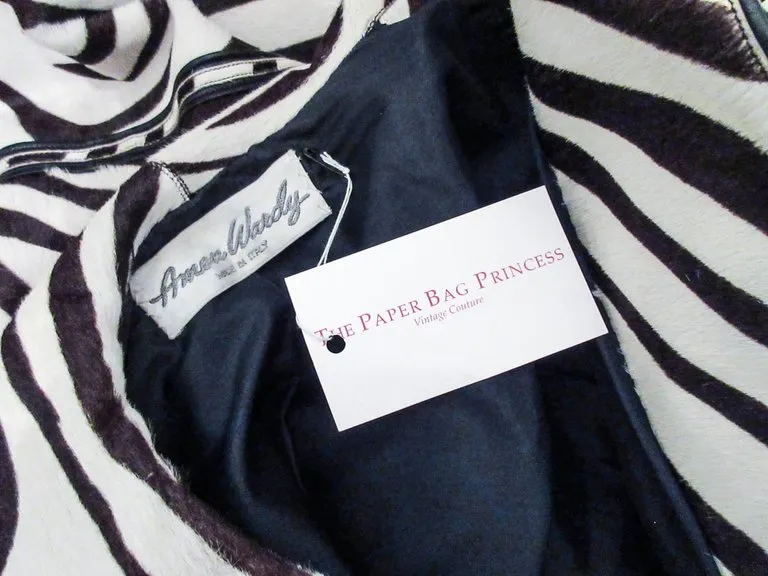 Amen Wardy
MADE IN ITALY
THE PAPER BAG PRINCESS
Vintage Couture